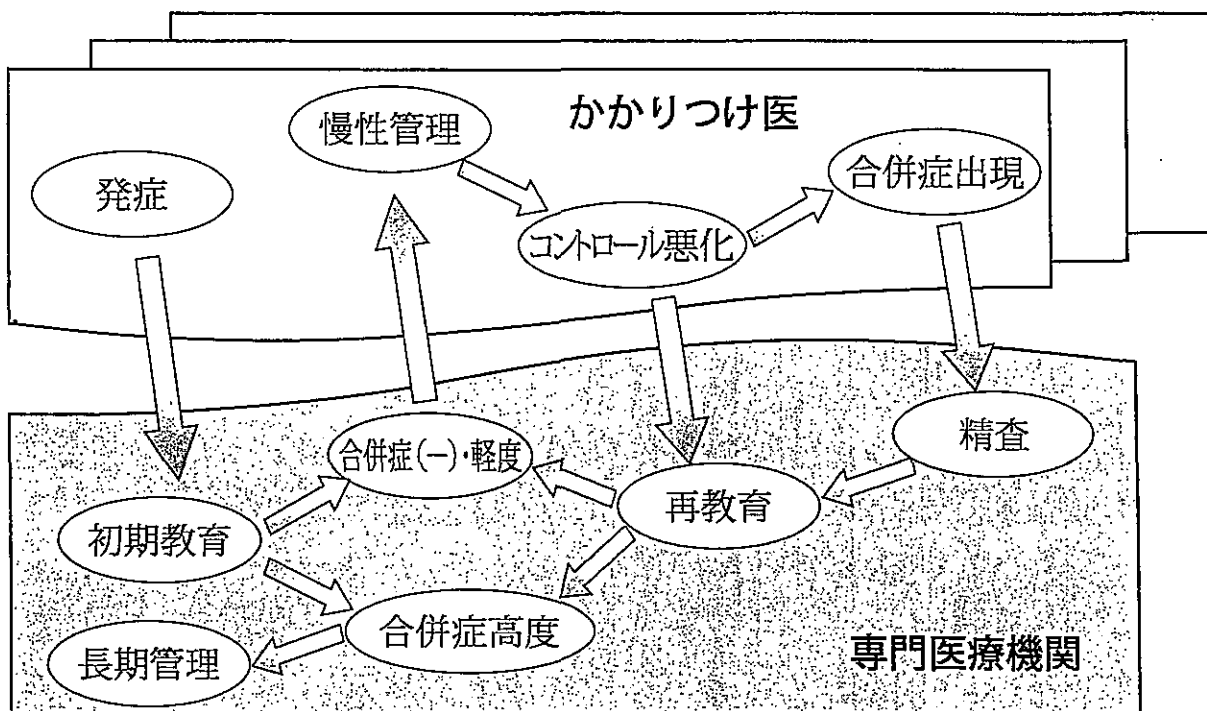 かかりつけ医
慢性管理
発症
合併症出現
コントロール悪化
合併症(−)・軽度
精査
再教育
初期教育
合併症高度
長期管理
専門医療機関